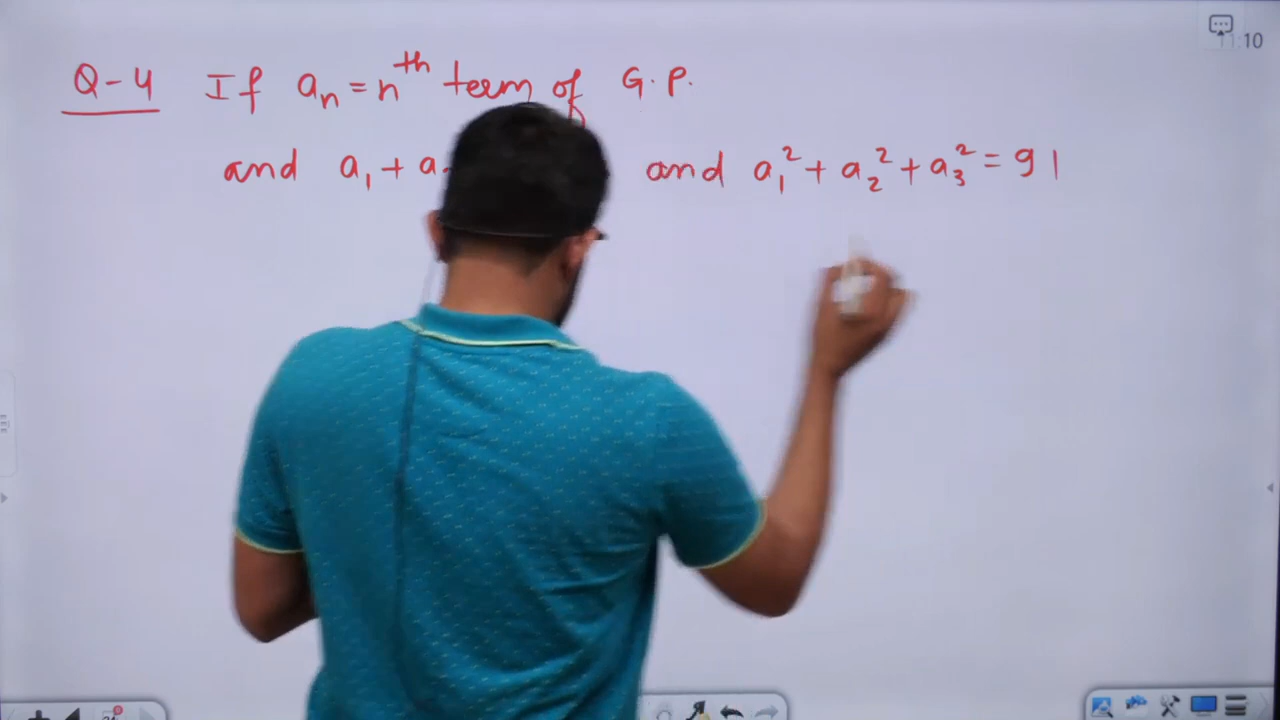 Q-4 If aₙ = nᵗʰ term of G.P.
and a₁ + a and a₁² + a₂² + a₃² = 91